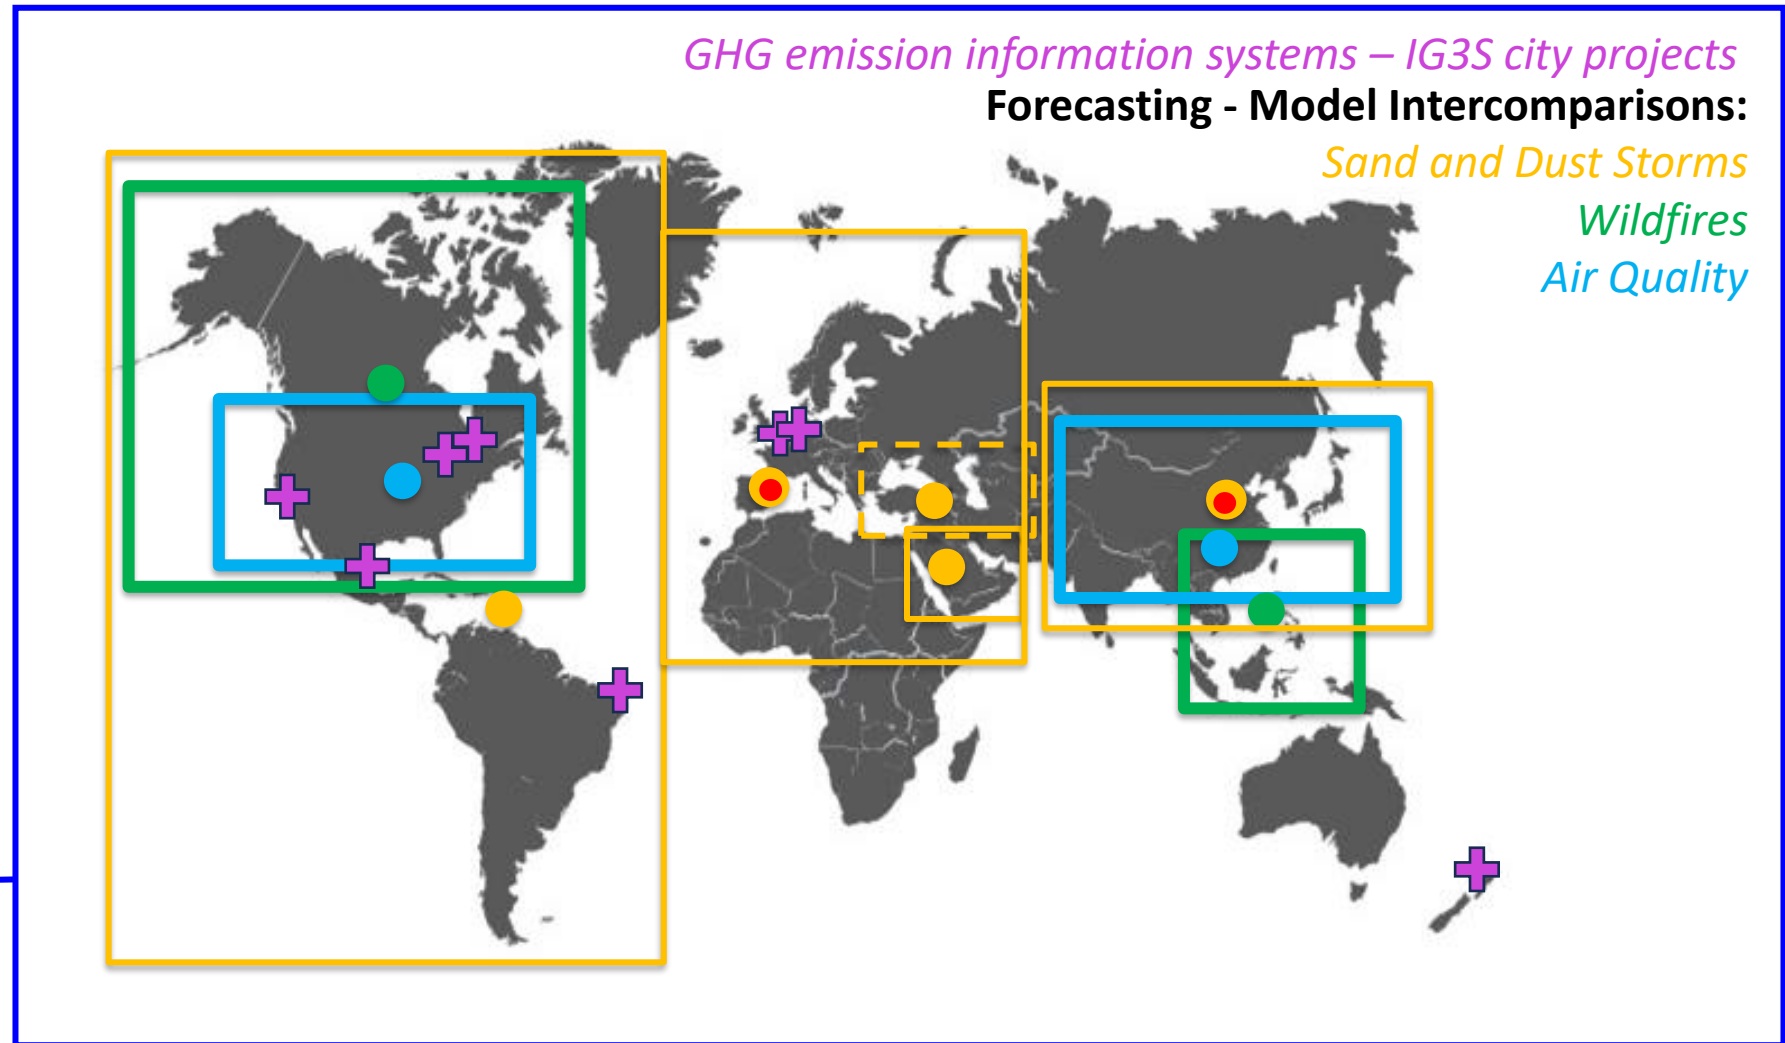 GHG emission information systems – IG3S city projects
Forecasting - Model Intercomparisons:
Sand and Dust Storms
Wildfires
Air Quality